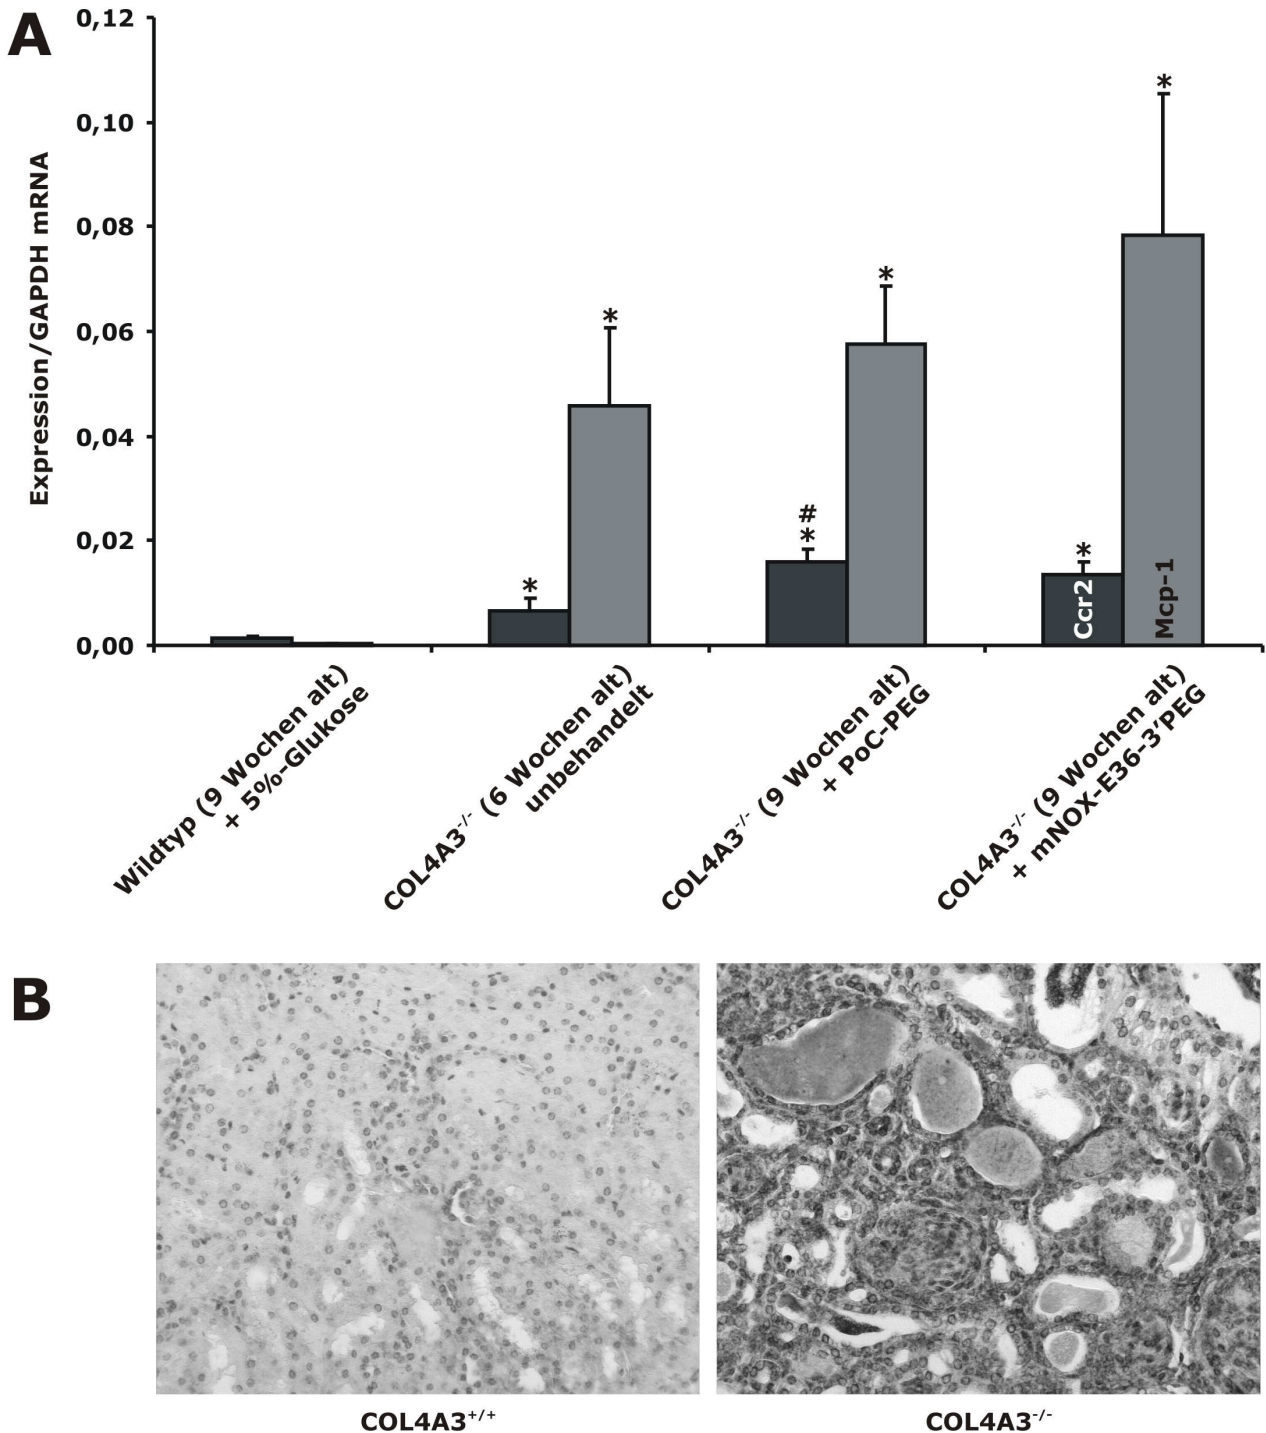 A
0,12
0,10
0,08
0,06
0,04
0,02
0,00
Expression/GAPDH mRNA
*
*
#
*
*
*
*
Ccr2
Mcp-1
Wildtyp (9 Wochen alt)
+ 5%-Glukose
COL4A3-/- (6 Wochen alt)
unbehandelt
COL4A3-/- (9 Wochen alt)
+ PoC-PEG
COL4A3-/- (9 Wochen alt)
+ mNOX-E36-3'PEG
B
COL4A3+/+
COL4A3-/-